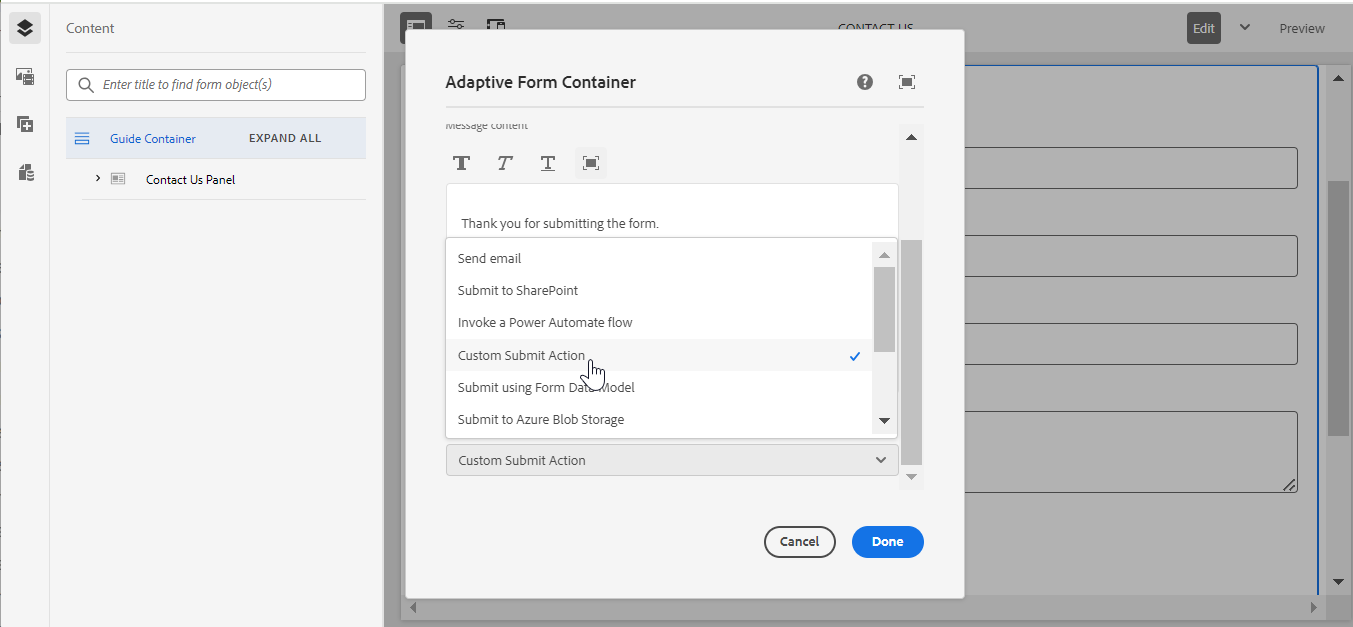 Content
CONTACT US
Edit
Preview
Enter title to find form object(s)
Guide Container
EXPAND ALL
Contact Us Panel
Adaptive Form Container
Message content
T T T
Thank you for submitting the form.
Send email
Submit to SharePoint
Invoke a Power Automate flow
Custom Submit Action
Submit using Form Data Model
Submit to Azure Blob Storage
Custom Submit Action
Cancel
Done